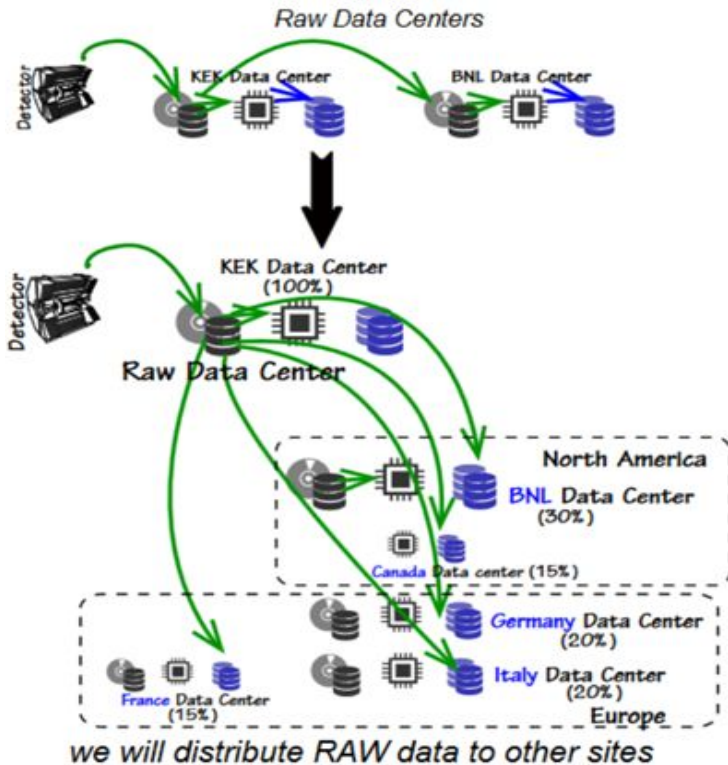 Raw Data Centers
Detector
KEK Data Center
BNL Data Center
Detector
KEK Data Center
(100%)
Raw Data Center
North America
BNL Data Center
(30%)
Canada Data center (15%)
Germany Data Center
(20%)
Italy Data Center
(20%)
France Data Center
(15%)
Europe
we will distribute RAW data to other sites